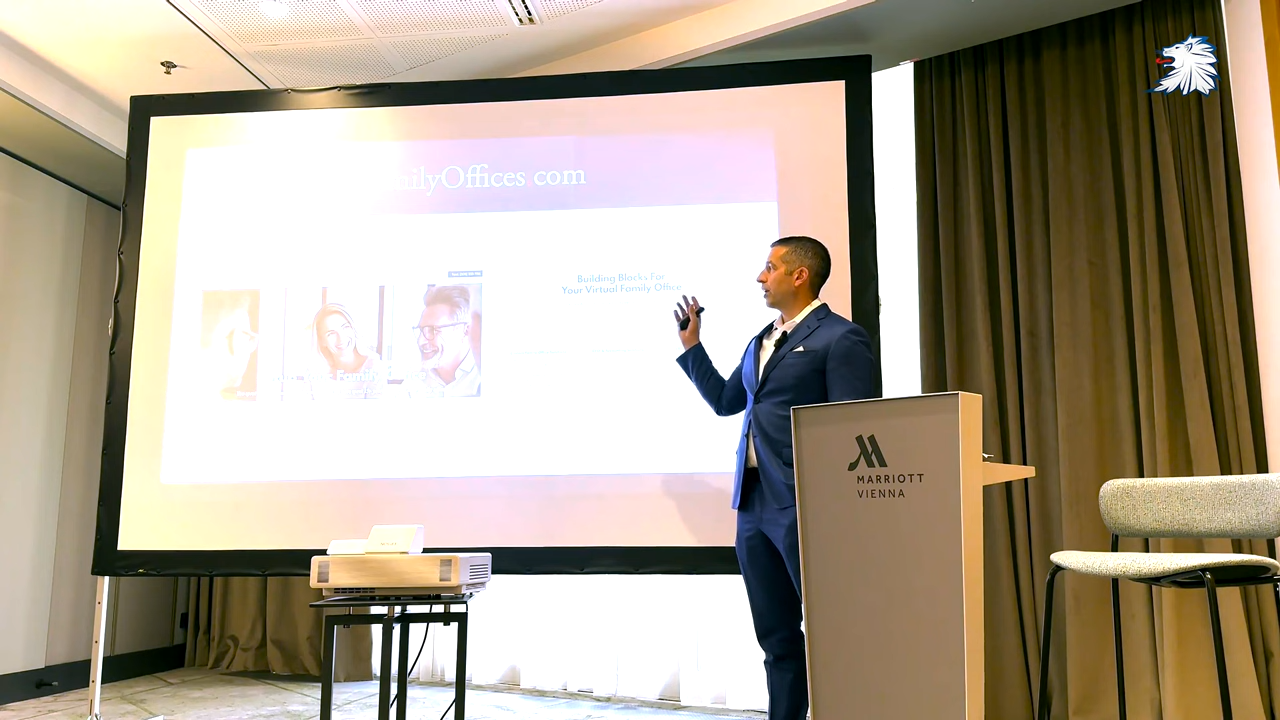 ilyOffices.com
Building Blocks For
Your Virtual Family Office
MARRIOTT
VIENNA